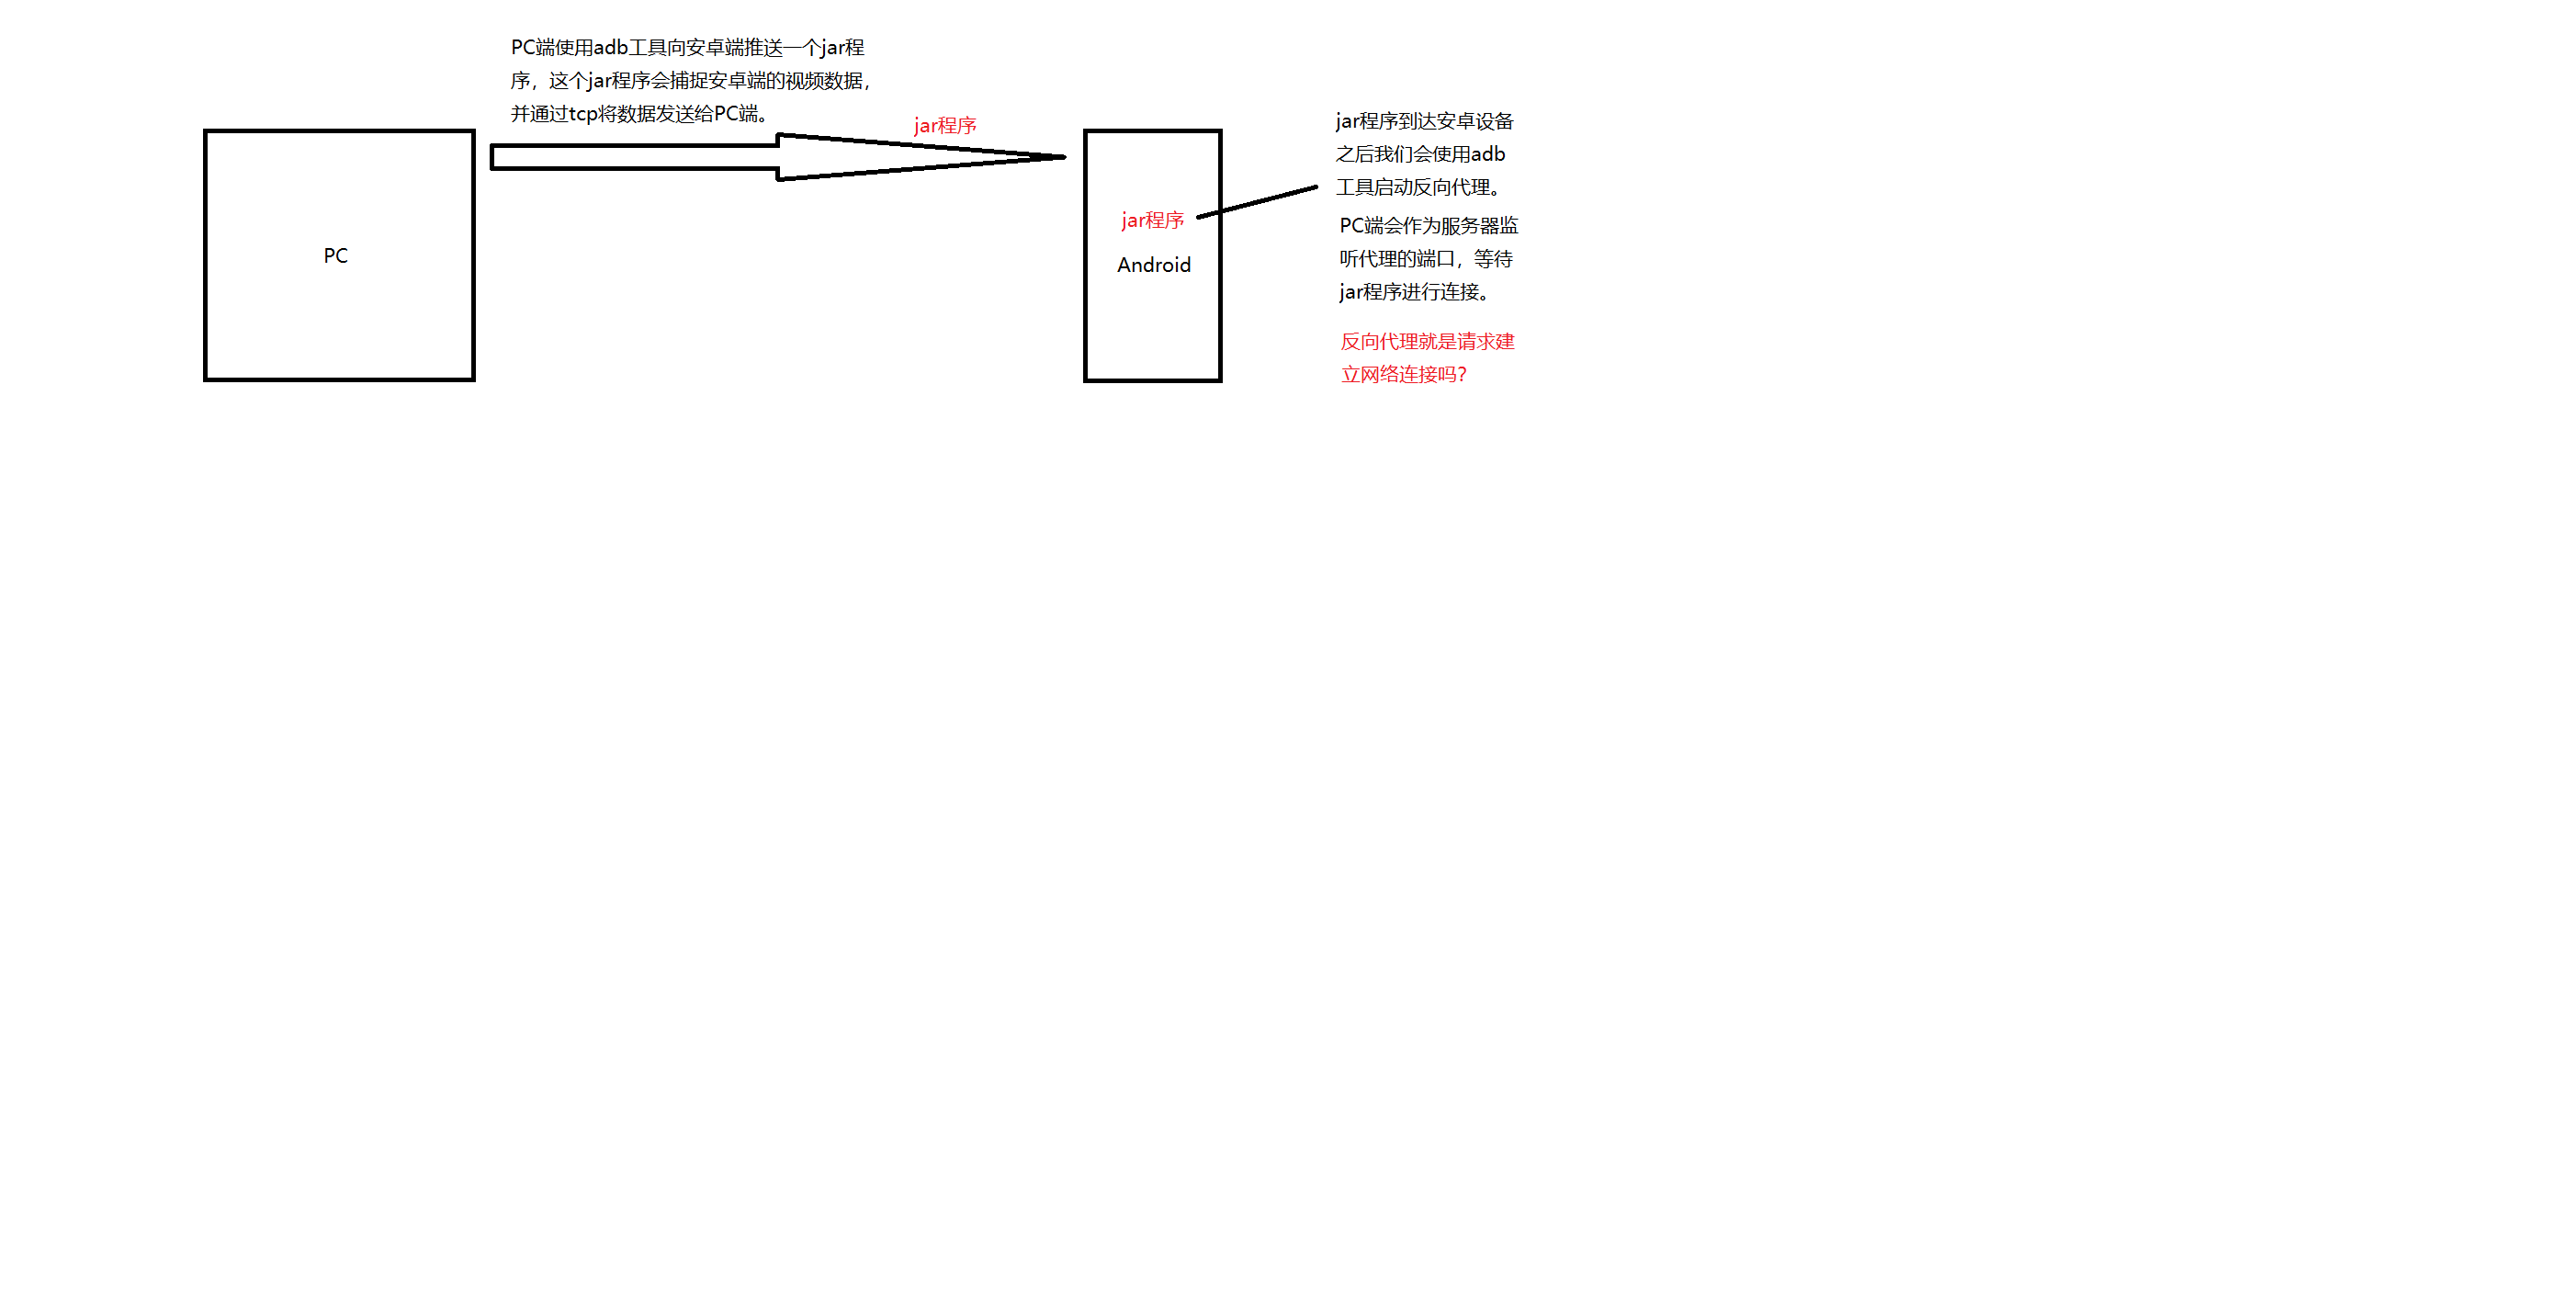 PC端使用adb工具向安卓端推送一个jar程
序，这个jar程序会捕捉安卓端的视频数据，
并通过tcp将数据发送给PC端。
jar程序
PC
jar程序
Android
jar程序到达安卓设备
之后我们会使用adb
工具启动反向代理。
PC端会作为服务器监
听代理的端口，等待
jar程序进行连接。
反向代理就是请求建
立网络连接吗？